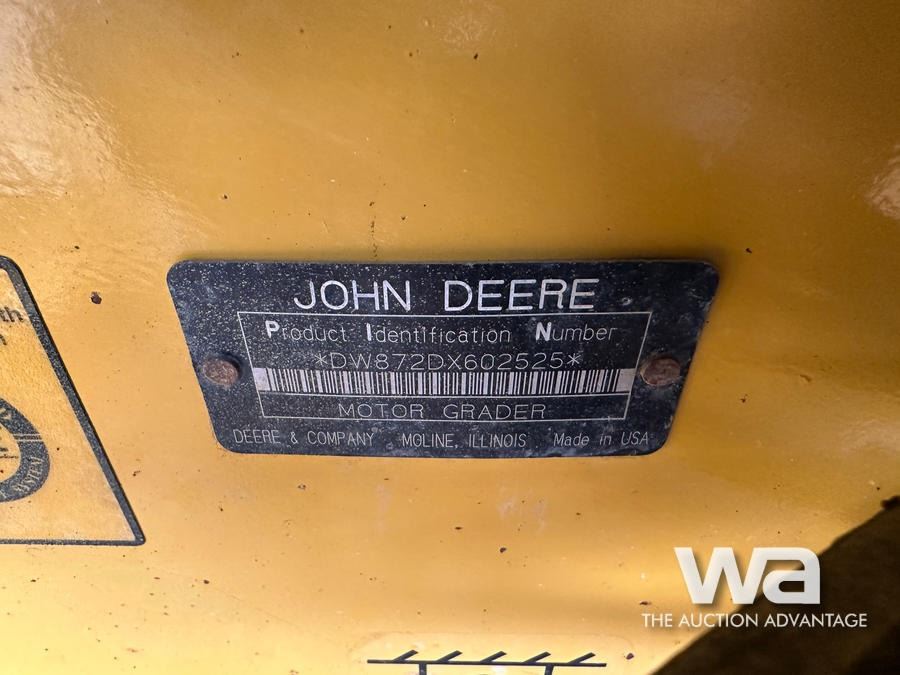 JOHN DEERE
Product Identification Number
*DW872DX602525*
MOTOR GRADER
DEERE & COMPANY MOLINE, ILLINOIS Made in USA
wa
THE AUCTION ADVANTAGE